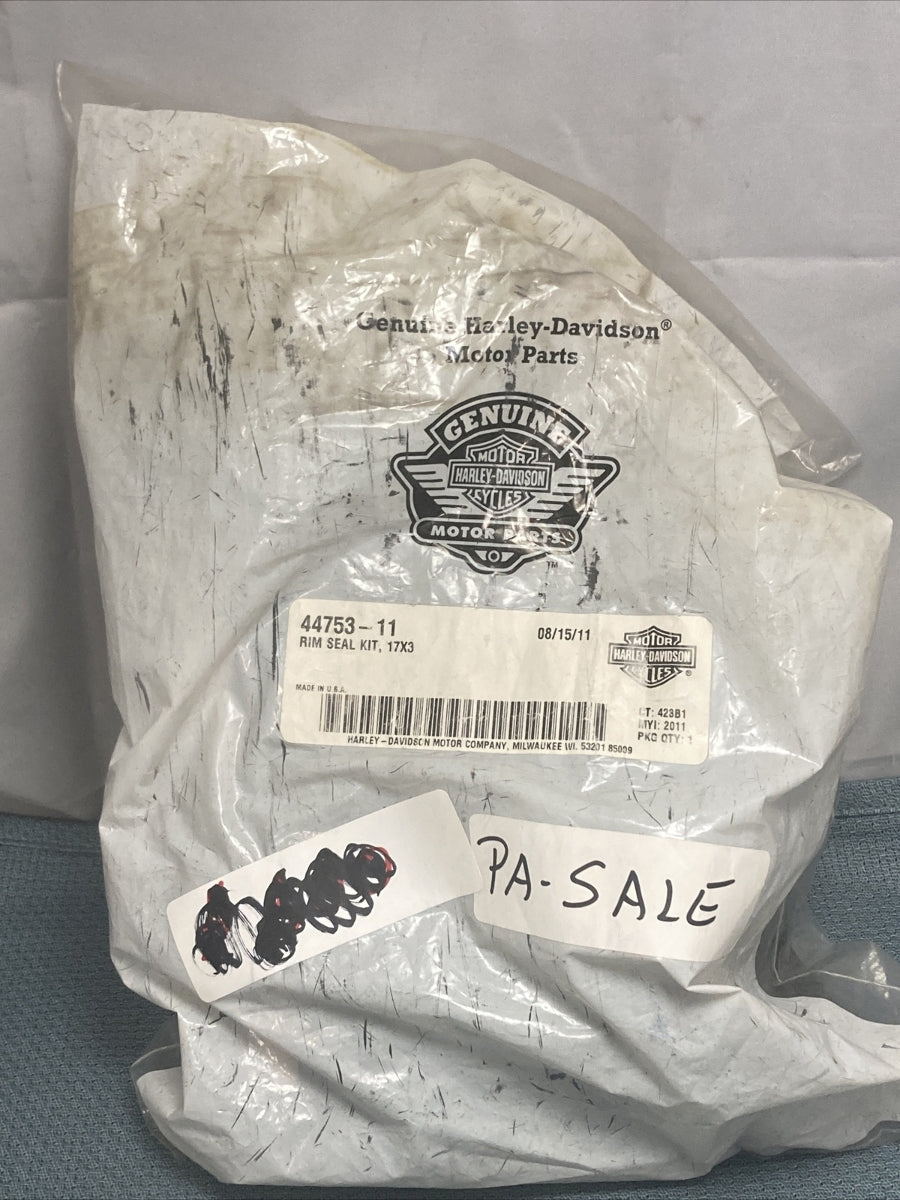 Genuine Harley-Davidson®
Motor Parts
GENUINE
MOTOR
HARLEY-DAVIDSON
CYCLES
MOTOR PARTS
TM
44753-11
08/15/11
RIM SEAL KIT, 17X3
MOTOR
HARLEY-DAVIDSON
CYCLES
®
MADE IN U.S.A.
CT: 423B1
MYI: 2011
PKG QTY: 1
HARLEY-DAVIDSON MOTOR COMPANY, MILWAUKEE WI. 53201 85009
PA-SALE